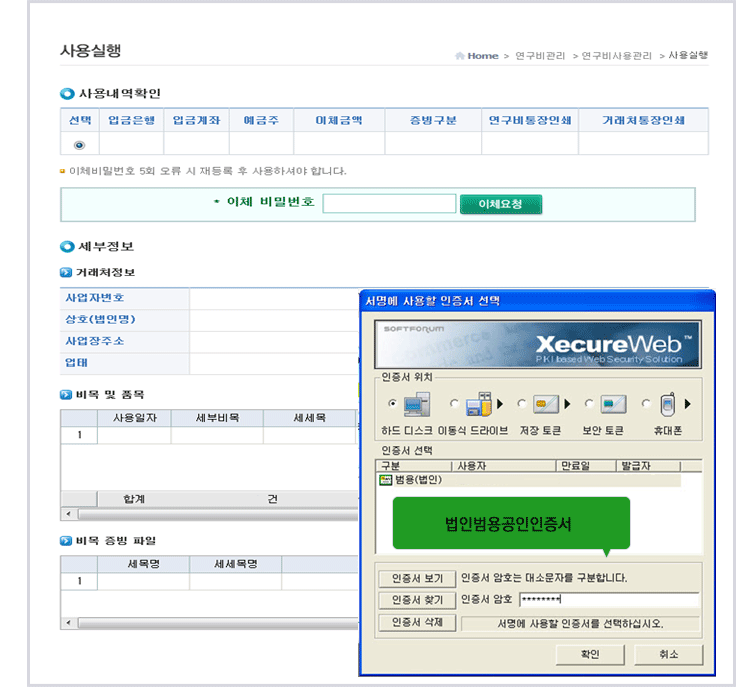 사용실행
Home > 연구비관리 > 연구비사용관리 > 사용실행
사용내역확인
선택 입금은행 입금계좌 예금주 이체금액 증빙구분 연구비통장인쇄 거래처통장인쇄
이체비밀번호 5회 오류 시 재등록 후 사용하셔야 합니다.
* 이체 비밀번호 이체요청
세부정보
거래처정보
사업자번호
상호(법인명)
사업장주소
업태
비목 및 품목
사용일자 세부비목 세세목
1
합계 건
비목 증빙 파일
세목명 세세목명
1
서명에 사용할 인증서 선택
SOFTFORUM
XecureWeb™
PKI based Web Security Solution
인증서 위치
하드 디스크 이동식 드라이브 저장 토큰 보안 토큰 휴대폰
인증서 선택
구분 사용자 만료일 발급자
범용(법인)
법인범용공인인증서
인증서 보기 인증서 암호는 대소문자를 구분합니다.
인증서 찾기 인증서 암호 ********
인증서 삭제 서명에 사용할 인증서를 선택하십시오.
확인 취소